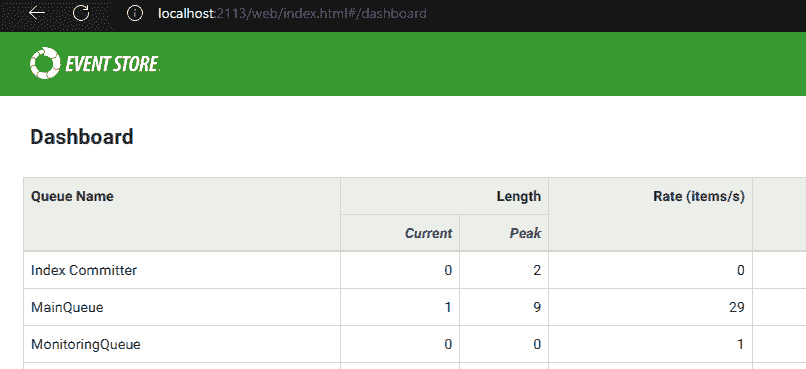 localhost:2113/web/index.html#/dashboard
EVENT STORE
Dashboard
Queue Name Length Rate (items/s)
Current Peak
Index Committer 0 2 0
MainQueue 1 9 29
MonitoringQueue 0 0 1